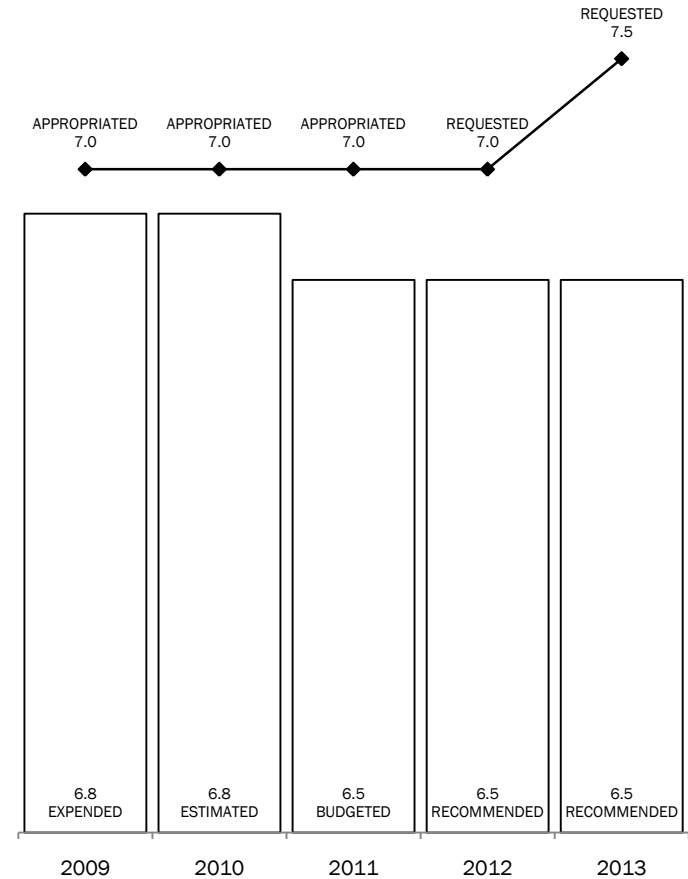 REQUESTED
7.5
APPROPRIATED APPROPRIATED APPROPRIATED REQUESTED
7.0 7.0 7.0 7.0
6.8 6.8 6.5 6.5 6.5
EXPENDED ESTIMATED BUDGETED RECOMMENDED RECOMMENDED
2009 2010 2011 2012 2013